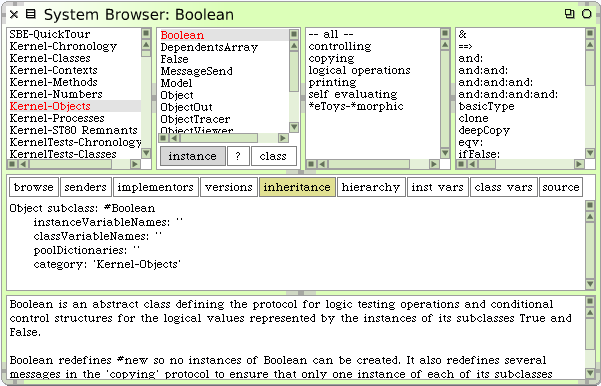 System Browser: Boolean
SBE-QuickTour
Kernel-Chronology
Kernel-Classes
Kernel-Contexts
Kernel-Methods
Kernel-Numbers
Kernel-Objects
Kernel-Processes
Kernel-ST80 Remnants
KernelTests-Chronology
KernelTests-Classes
Boolean
DependentsArray
False
MessageSend
Model
Object
ObjectOut
ObjectTracer
ObjectViewer
instance ? class
-- all --
controlling
copying
logical operations
printing
self evaluating
*eToys-*morphic
&
==>
and:
and:and:
and:and:and:
and:and:and:and:
basicType
clone
deepCopy
eqv:
ifFalse:
browse senders implementors versions inheritance hierarchy inst vars class vars source
Object subclass: #Boolean
instanceVariableNames: ''
classVariableNames: ''
poolDictionaries: ''
category: 'Kernel-Objects'
Boolean is an abstract class defining the protocol for logic testing operations and conditional
control structures for the logical values represented by the instances of its subclasses True and
False.
Boolean redefines #new so no instances of Boolean can be created. It also redefines several
messages in the 'copying' protocol to ensure that only one instance of each of its subclasses